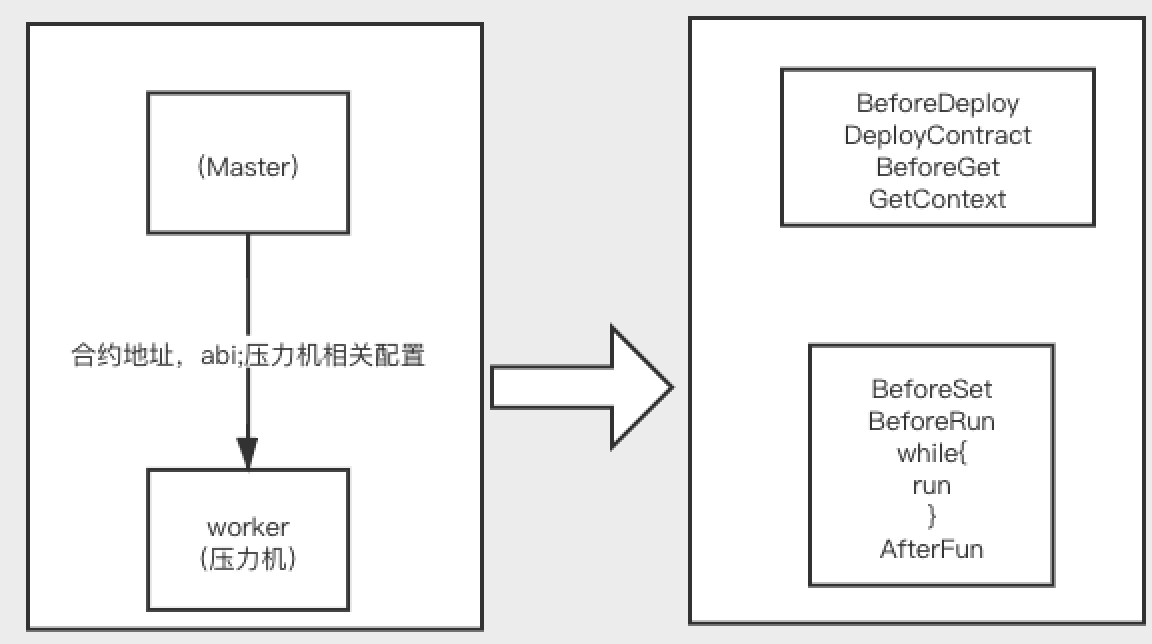 (Master)
合约地址，abi;压力机相关配置
worker
(压力机)
BeforeDeploy
DeployContract
BeforeGet
GetContext
BeforeSet
BeforeRun
while{
run
}
AfterFun